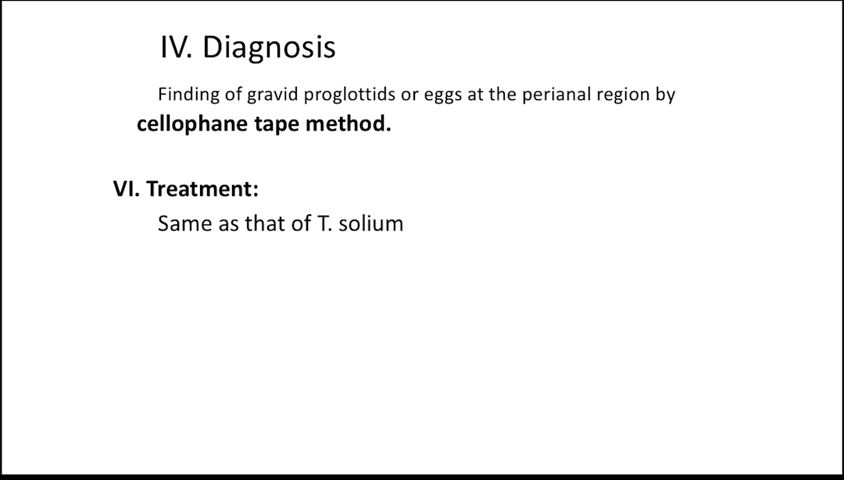 IV. Diagnosis
Finding of gravid proglottids or eggs at the perianal region by
cellophane tape method.
VI. Treatment:
Same as that of T. solium